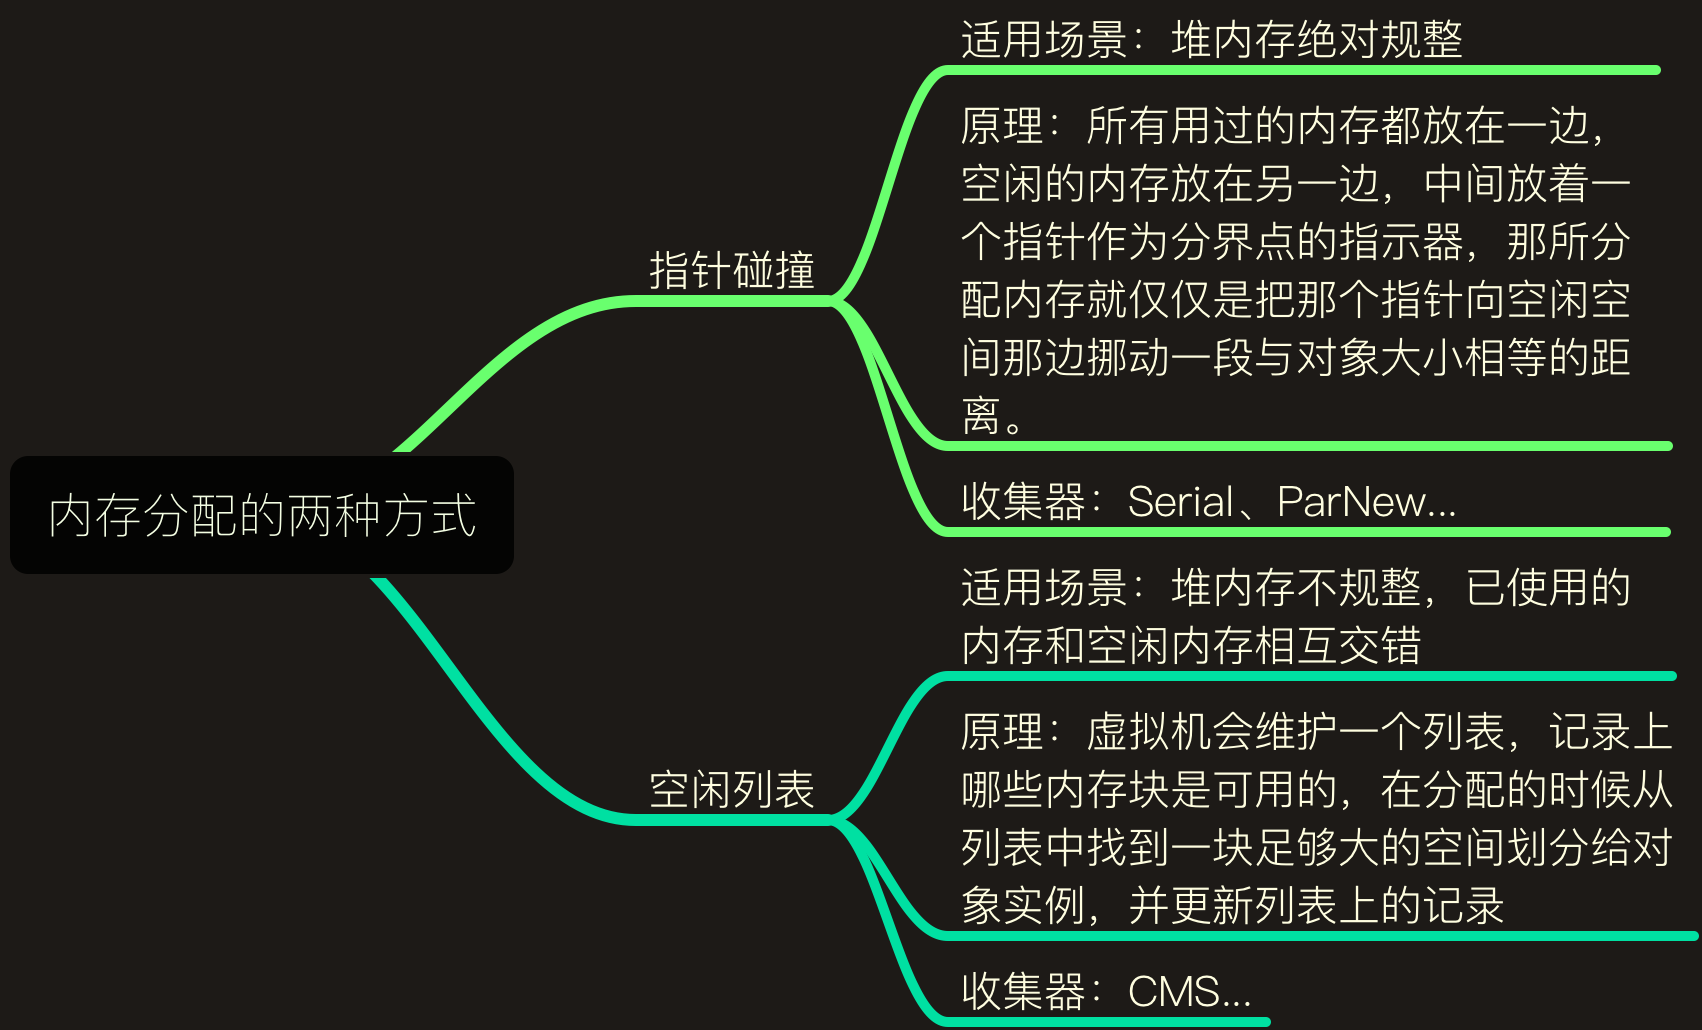 内存分配的两种方式
指针碰撞
适用场景：堆内存绝对规整
原理：所有用过的内存都放在一边，
空闲的内存放在另一边，中间放着一
个指针作为分界点的指示器，那所分
配内存就仅仅是把那个指针向空闲空
间那边挪动一段与对象大小相等的距
离。
收集器：Serial、ParNew...
空闲列表
适用场景：堆内存不规整，已使用的
内存和空闲内存相互交错
原理：虚拟机会维护一个列表，记录上
哪些内存块是可用的，在分配的时候从
列表中找到一块足够大的空间划分给对
象实例，并更新列表上的记录
收集器：CMS...